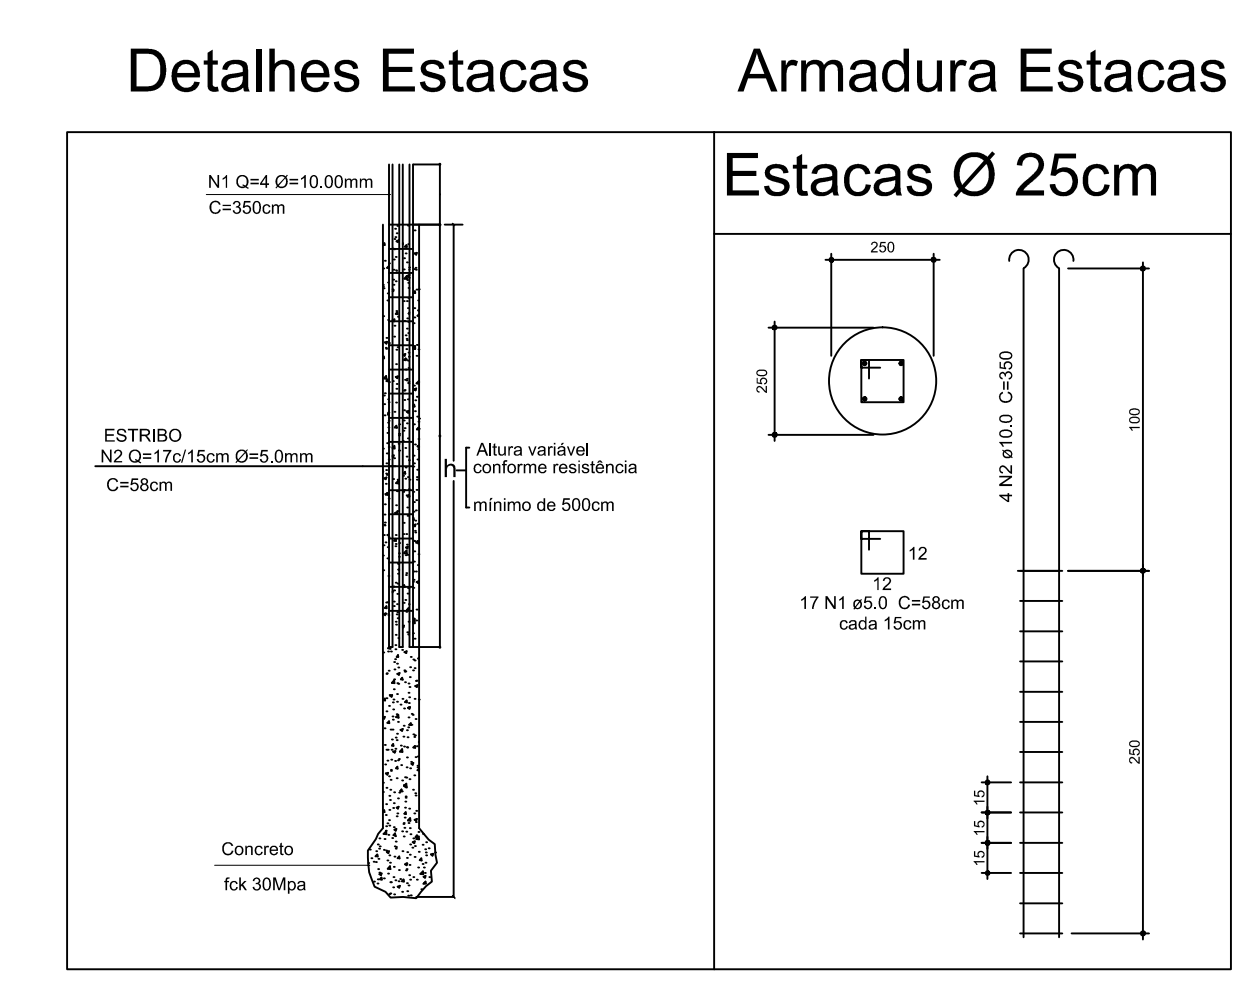 Detalhes Estacas
Armadura Estacas
N1 Q=4 Ø=10.00mm
C=350cm
ESTRIBO
N2 Q=17c/15cm Ø=5.0mm
C=58cm
h
Altura variável
conforme resistência
mínimo de 500cm
Concreto
fck 30Mpa
Estacas Ø 25cm
250
250
12
12
17 N1 ø5.0 C=58cm
cada 15cm
4 N2 ø10.0 C=350
100
250
15
15
15